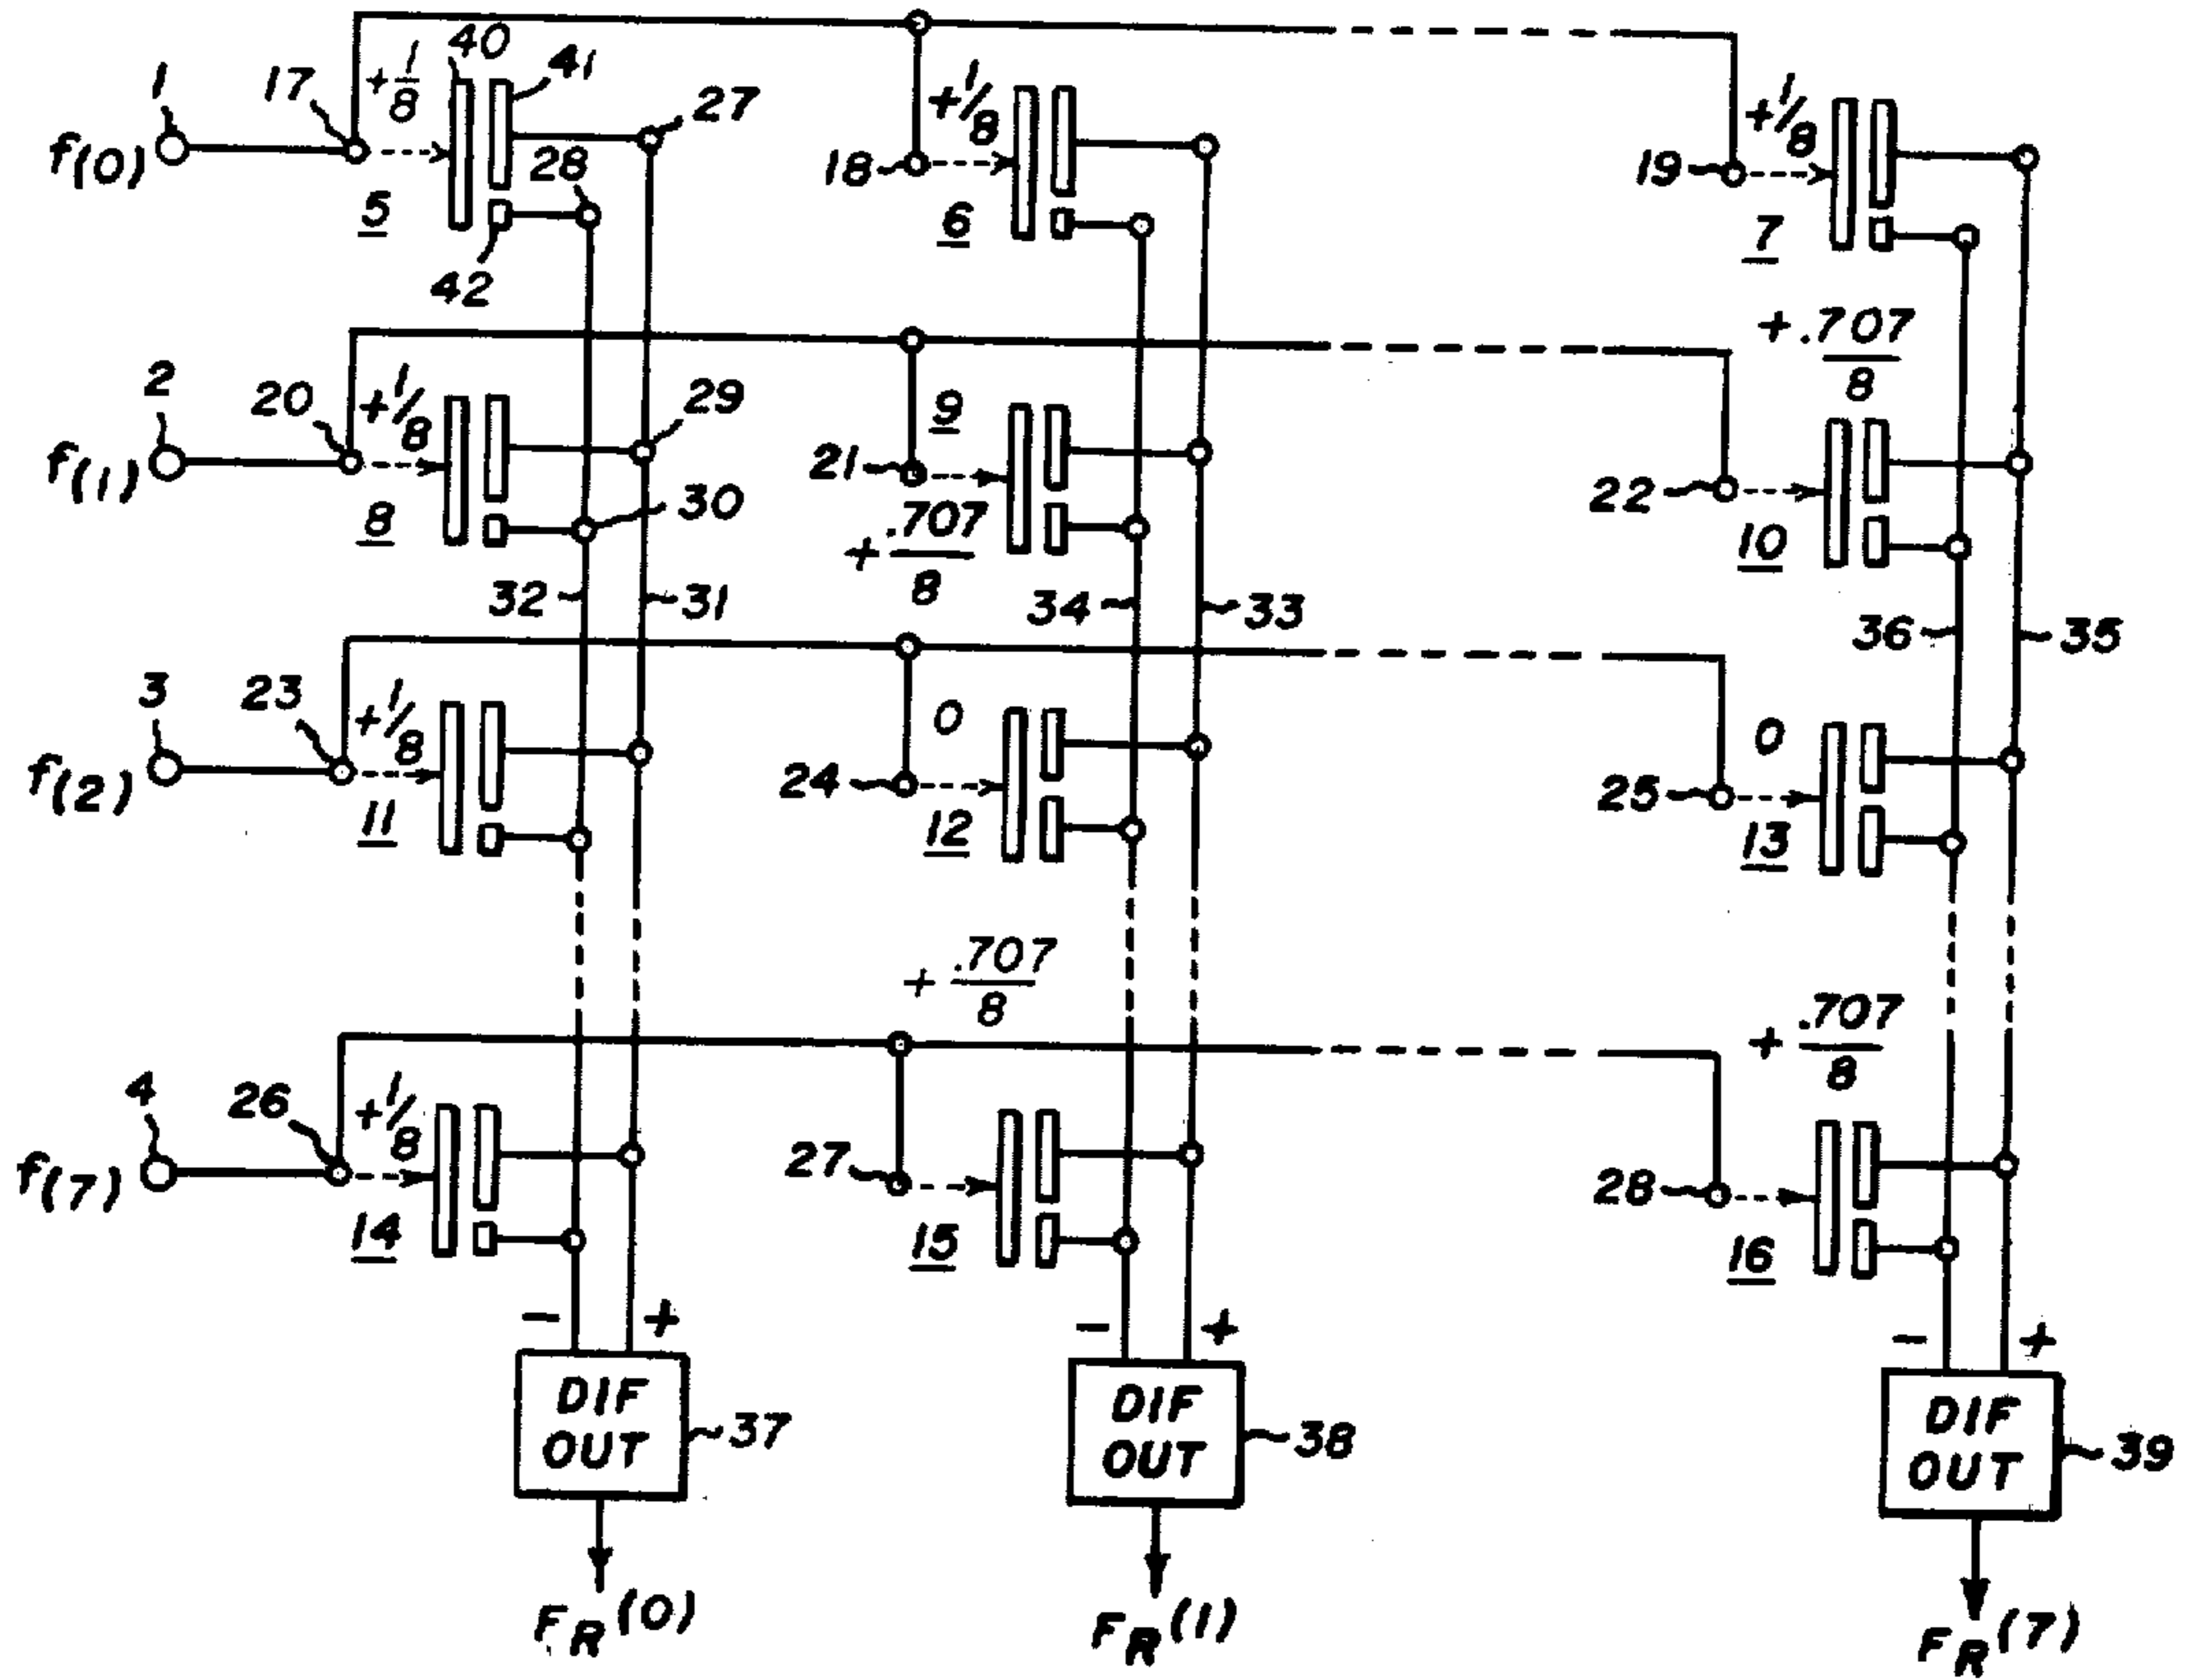 1 17 +1/8 40 41 27
f(0) 28 18 +1/8 19 +1/8
5 6 7
42
+.707/8
2 20 +1/8 9 29
f(1) 21 22
8 30 10
+.707/8
32 31 34 33 36 35
3 23 +1/8 0 0
f(2) 24 25
11 12 13
+.707/8 +.707/8
4 26 +1/8
f(7) 27 28
14 15 16
- + - + - +
DIF OUT 37 DIF OUT 38 DIF OUT 39
FR(0) FR(1) FR(7)